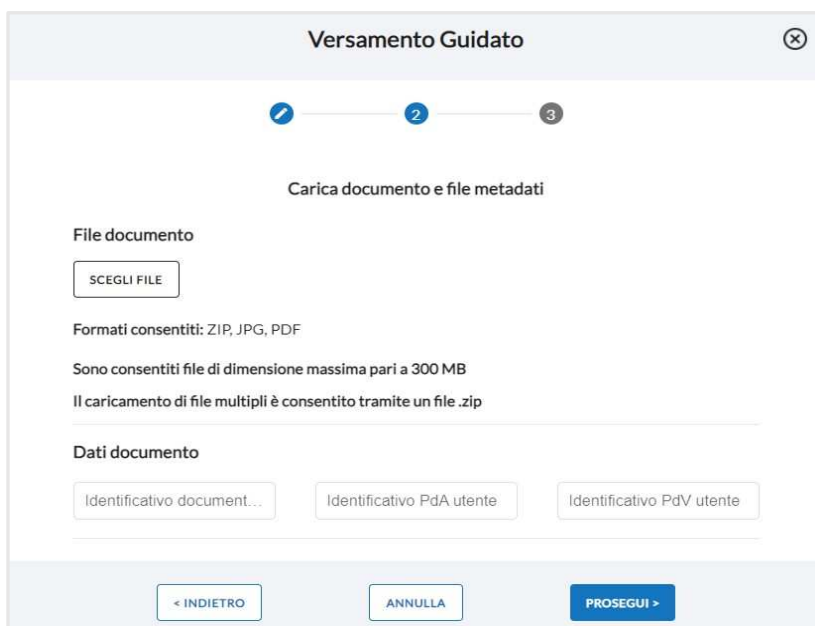 Versamento Guidato
2
3
Carica documento e file metadati
File documento
SCEGLI FILE
Formati consentiti: ZIP, JPG, PDF
Sono consentiti file di dimensione massima pari a 300 MB
Il caricamento di file multipli è consentito tramite un file .zip
Dati documento
Identificativo document... Identificativo PdA utente Identificativo PdV utente
< INDIETRO ANNULLA PROSEGUI >